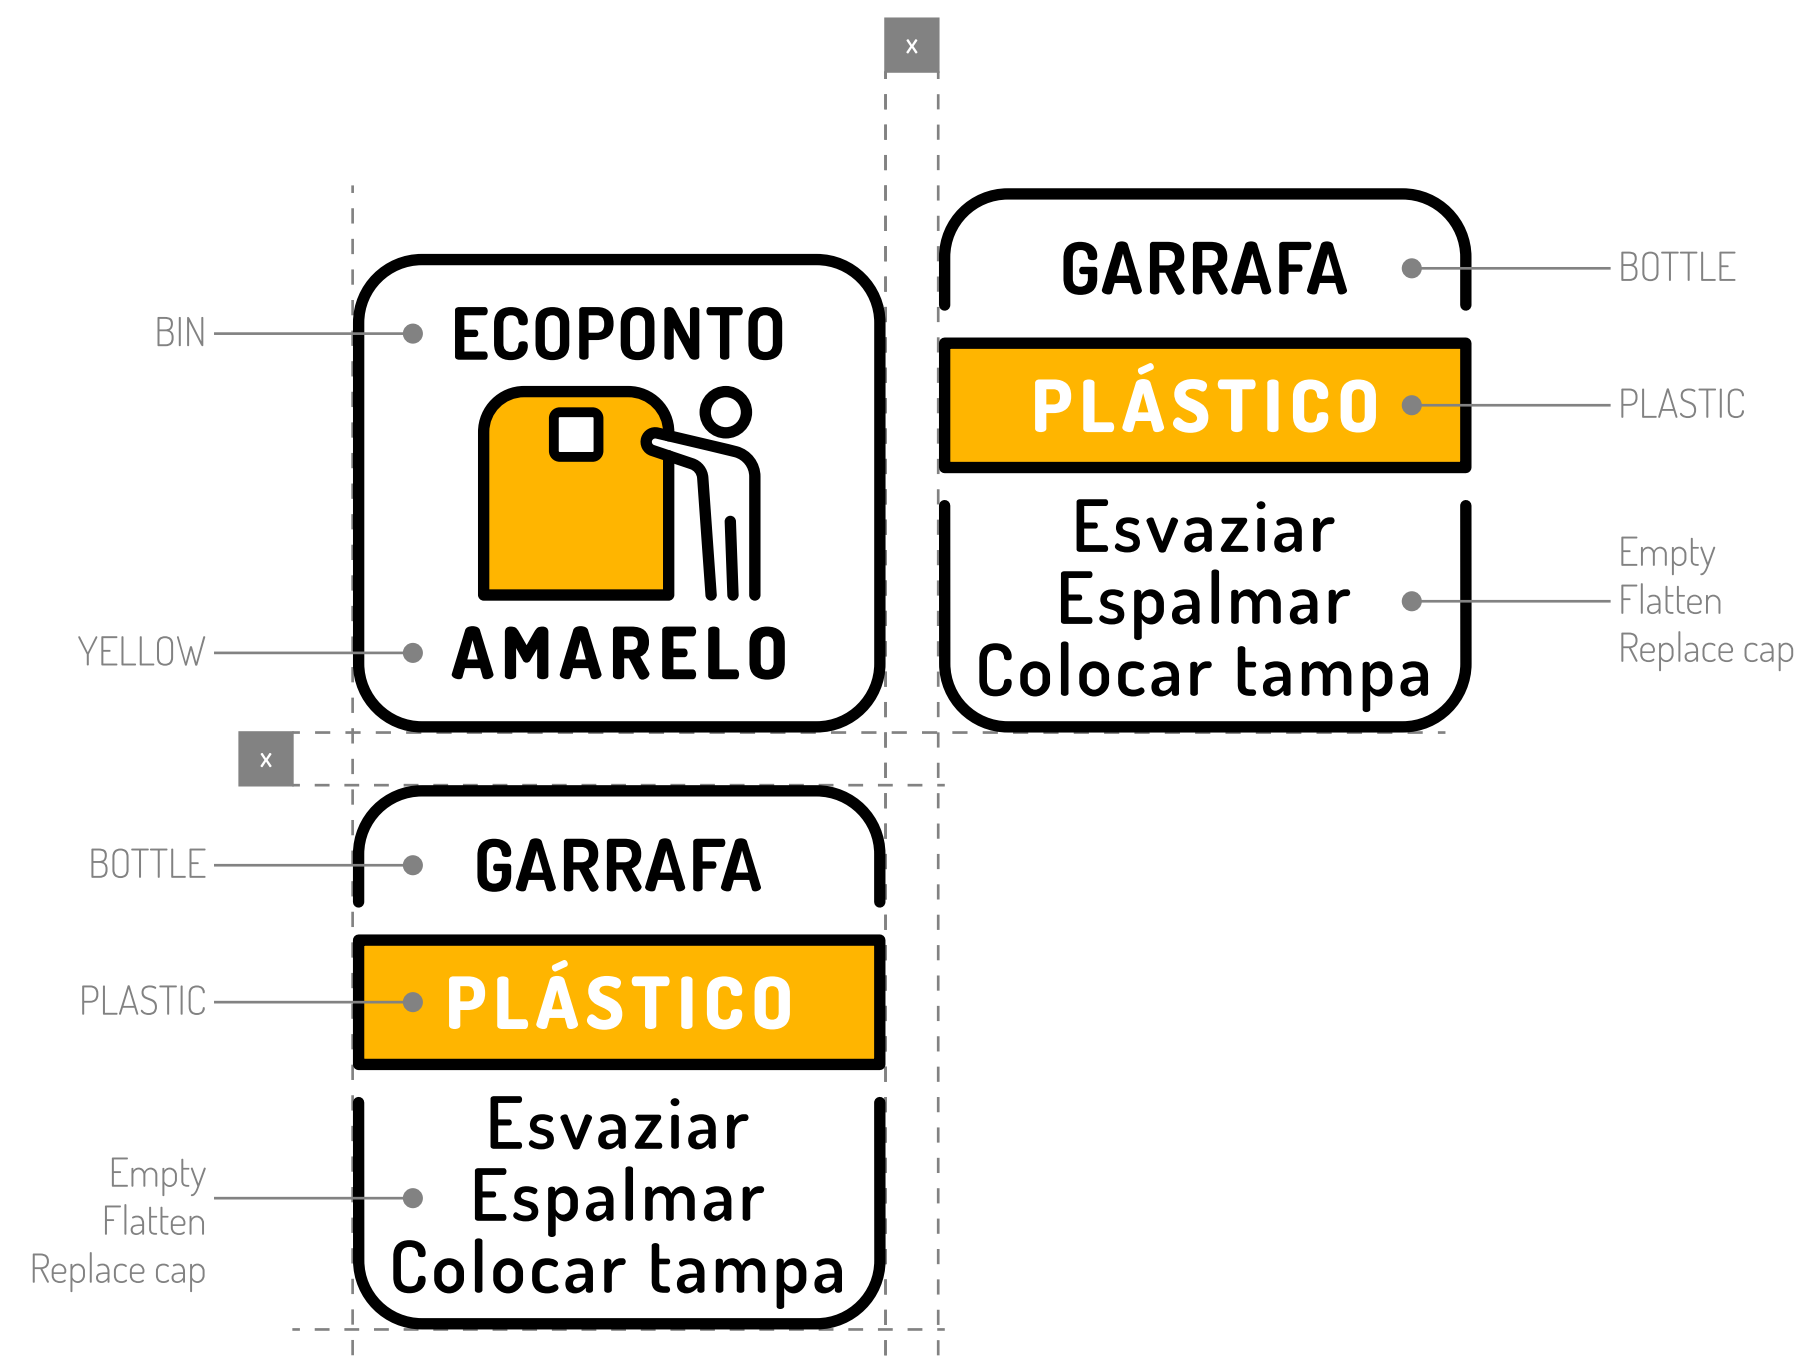 x
BIN
ECOPONTO
YELLOW
AMARELO
GARRAFA
BOTTLE
PLÁSTICO
PLASTIC
Esvaziar
Espalmar
Colocar tampa
Empty
Flatten
Replace cap
x
BOTTLE
GARRAFA
PLASTIC
PLÁSTICO
Empty
Flatten
Replace cap
Esvaziar
Espalmar
Colocar tampa